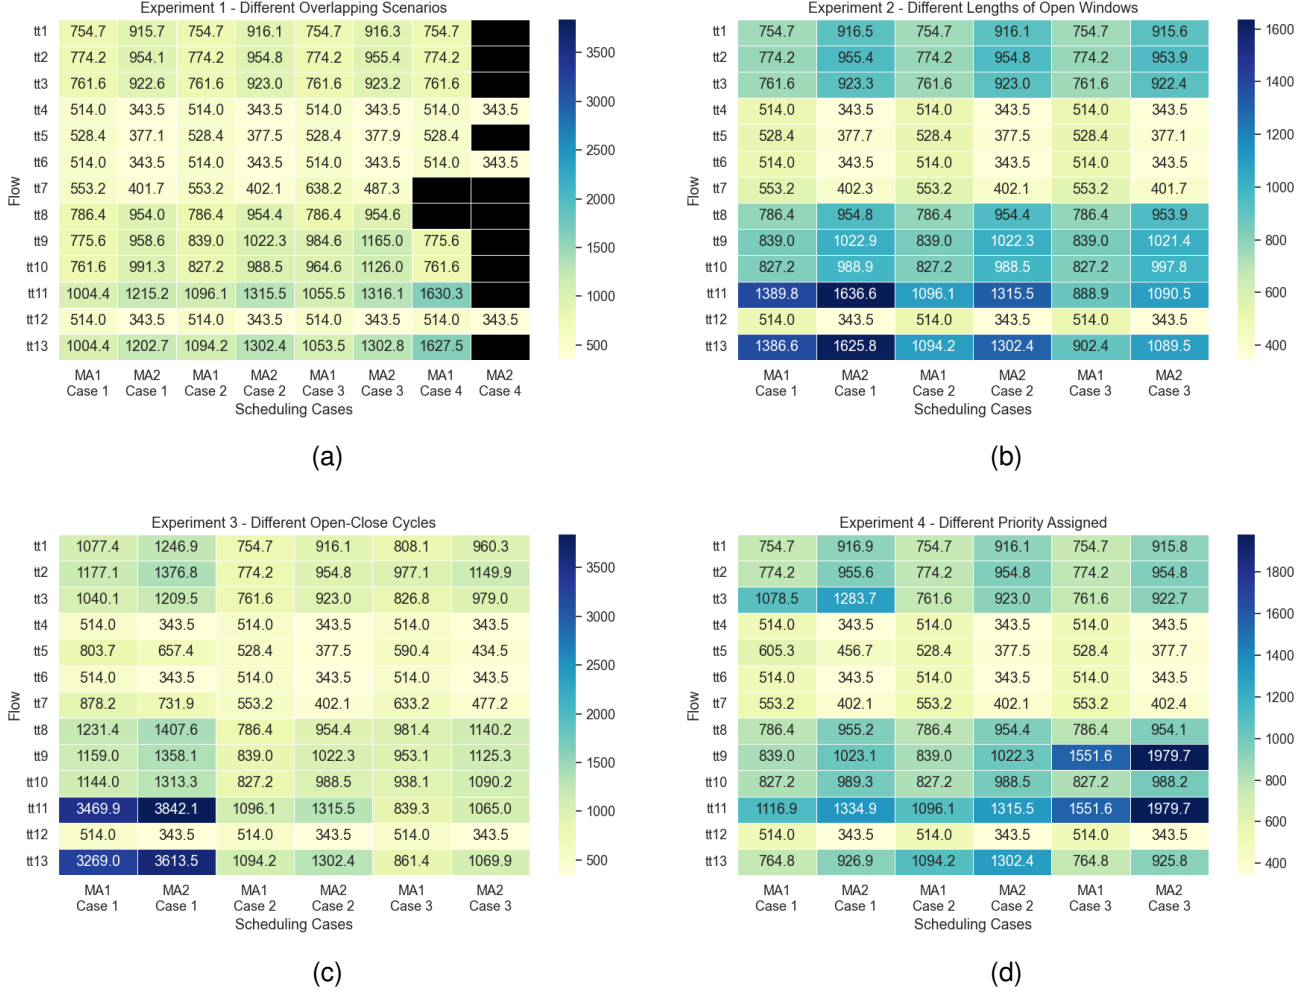 Experiment 1 - Different Overlapping Scenarios
tt1 754.7 915.7 754.7 916.1 754.7 916.3 754.7
tt2 774.2 954.1 774.2 954.8 774.2 955.4 774.2
tt3 761.6 922.6 761.6 923.0 761.6 923.2 761.6
tt4 514.0 343.5 514.0 343.5 514.0 343.5 514.0 343.5
tt5 528.4 377.1 528.4 377.5 528.4 377.9 528.4
tt6 514.0 343.5 514.0 343.5 514.0 343.5 514.0 343.5
tt7 553.2 401.7 553.2 402.1 638.2 487.3
tt8 786.4 954.0 786.4 954.4 786.4 954.6
tt9 775.6 958.6 839.0 1022.3 984.6 1165.0 775.6
tt10 761.6 991.3 827.2 988.5 964.6 1126.0 761.6
tt11 1004.4 1215.2 1096.1 1315.5 1055.5 1316.1 1630.3
tt12 514.0 343.5 514.0 343.5 514.0 343.5 514.0 343.5
tt13 1004.4 1202.7 1094.2 1302.4 1053.5 1302.8 1627.5
Flow
MA1 MA2 MA1 MA2 MA1 MA2 MA1 MA2
Case 1 Case 1 Case 2 Case 2 Case 3 Case 3 Case 4 Case 4
Scheduling Cases
3500
3000
2500
2000
1500
1000
500
(a)
Experiment 2 - Different Lengths of Open Windows
tt1 754.7 916.5 754.7 916.1 754.7 915.6
tt2 774.2 955.4 774.2 954.8 774.2 953.9
tt3 761.6 923.3 761.6 923.0 761.6 922.4
tt4 514.0 343.5 514.0 343.5 514.0 343.5
tt5 528.4 377.7 528.4 377.5 528.4 377.1
tt6 514.0 343.5 514.0 343.5 514.0 343.5
tt7 553.2 402.3 553.2 402.1 553.2 401.7
tt8 786.4 954.8 786.4 954.4 786.4 953.9
tt9 839.0 1022.9 839.0 1022.3 839.0 1021.4
tt10 827.2 988.9 827.2 988.5 827.2 997.8
tt11 1389.8 1636.6 1096.1 1315.5 888.9 1090.5
tt12 514.0 343.5 514.0 343.5 514.0 343.5
tt13 1386.6 1625.8 1094.2 1302.4 902.4 1089.5
Flow
MA1 MA2 MA1 MA2 MA1 MA2
Case 1 Case 1 Case 2 Case 2 Case 3 Case 3
Scheduling Cases
1600
1400
1200
1000
800
600
400
(b)
Experiment 3 - Different Open-Close Cycles
tt1 1077.4 1246.9 754.7 916.1 808.1 960.3
tt2 1177.1 1376.8 774.2 954.8 977.1 1149.9
tt3 1040.1 1209.5 761.6 923.0 826.8 979.0
tt4 514.0 343.5 514.0 343.5 514.0 343.5
tt5 803.7 657.4 528.4 377.5 590.4 434.5
tt6 514.0 343.5 514.0 343.5 514.0 343.5
tt7 878.2 731.9 553.2 402.1 633.2 477.2
tt8 1231.4 1407.6 786.4 954.4 981.4 1140.2
tt9 1159.0 1358.1 839.0 1022.3 953.1 1125.3
tt10 1144.0 1313.3 827.2 988.5 938.1 1090.2
tt11 3469.9 3842.1 1096.1 1315.5 839.3 1065.0
tt12 514.0 343.5 514.0 343.5 514.0 343.5
tt13 3269.0 3613.5 1094.2 1302.4 861.4 1069.9
Flow
MA1 MA2 MA1 MA2 MA1 MA2
Case 1 Case 1 Case 2 Case 2 Case 3 Case 3
Scheduling Cases
3500
3000
2500
2000
1500
1000
500
(c)
Experiment 4 - Different Priority Assigned
tt1 754.7 916.9 754.7 916.1 754.7 915.8
tt2 774.2 955.6 774.2 954.8 774.2 954.8
tt3 1078.5 1283.7 761.6 923.0 761.6 922.7
tt4 514.0 343.5 514.0 343.5 514.0 343.5
tt5 605.3 456.7 528.4 377.5 528.4 377.7
tt6 514.0 343.5 514.0 343.5 514.0 343.5
tt7 553.2 402.1 553.2 402.1 553.2 402.4
tt8 786.4 955.2 786.4 954.4 786.4 954.1
tt9 839.0 1023.1 839.0 1022.3 1551.6 1979.7
tt10 827.2 989.3 827.2 988.5 827.2 988.2
tt11 1116.9 1334.9 1096.1 1315.5 1551.6 1979.7
tt12 514.0 343.5 514.0 343.5 514.0 343.5
tt13 764.8 926.9 1094.2 1302.4 764.8 925.8
Flow
MA1 MA2 MA1 MA2 MA1 MA2
Case 1 Case 1 Case 2 Case 2 Case 3 Case 3
Scheduling Cases
1800
1600
1400
1200
1000
800
600
400
(d)